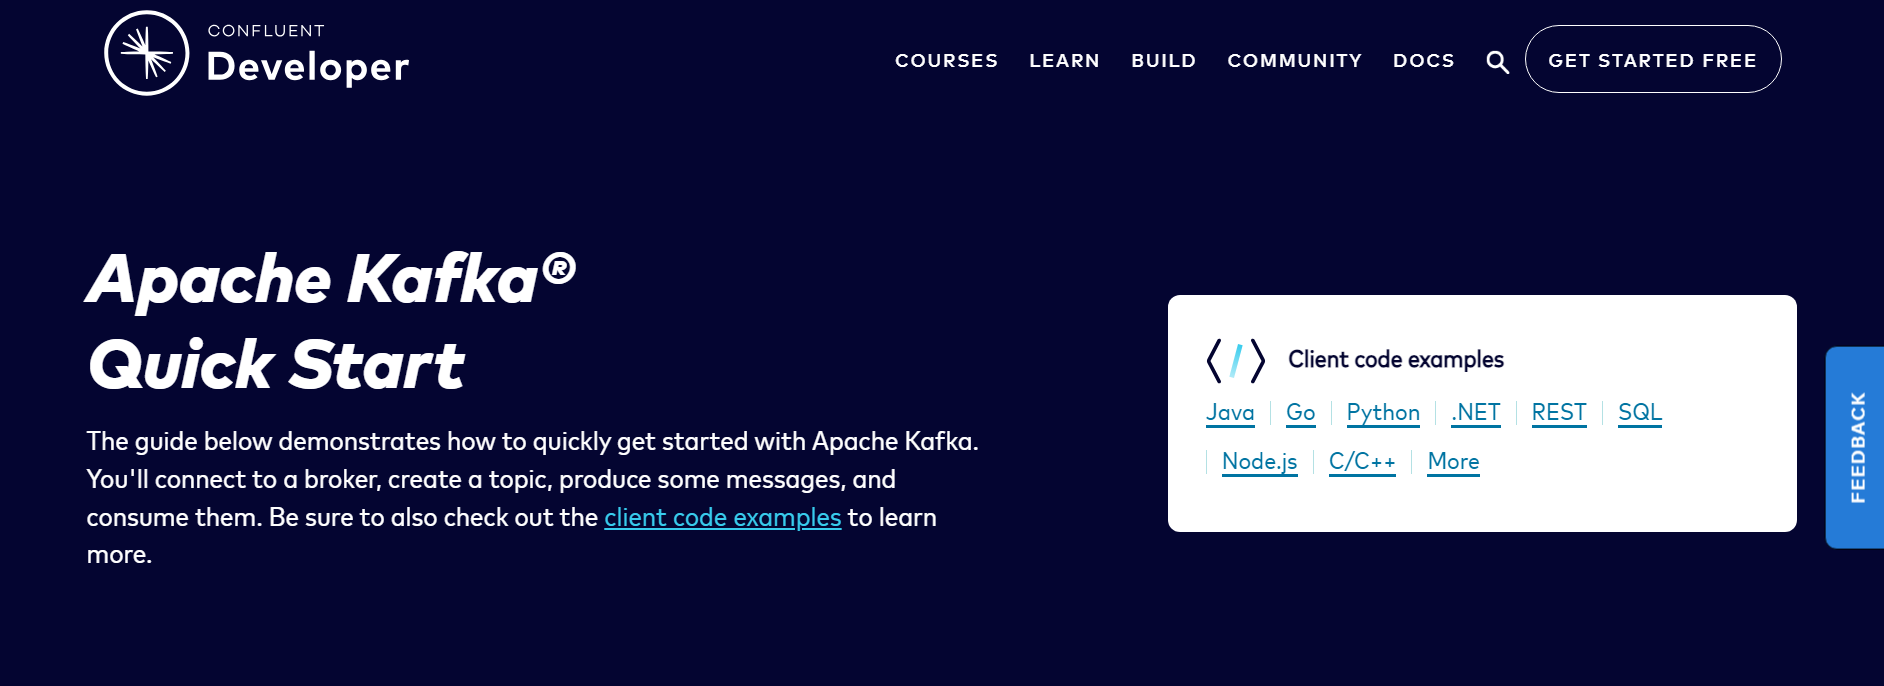 CONFLUENT
Developer
COURSES LEARN BUILD COMMUNITY DOCS GET STARTED FREE
Apache Kafka®
Quick Start
The guide below demonstrates how to quickly get started with Apache Kafka.
You'll connect to a broker, create a topic, produce some messages, and
consume them. Be sure to also check out the client code examples to learn
more.
</> Client code examples
Java | Go | Python | .NET | REST | SQL
| Node.js | C/C++ | More
FEEDBACK